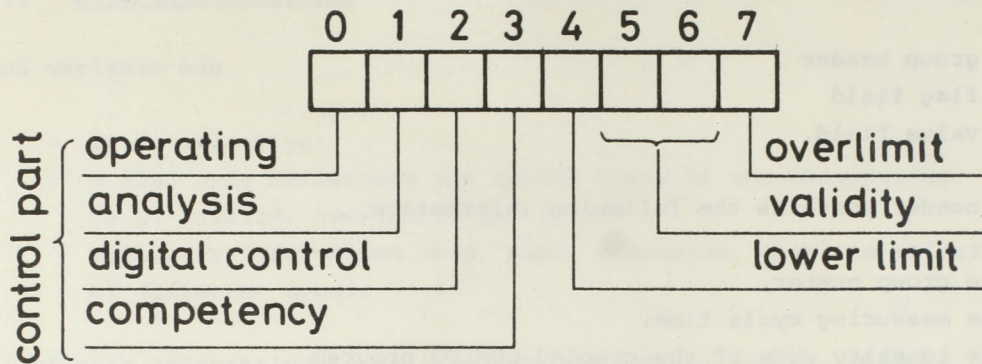 0 1 2 3 4 5 6 7
operating
analysis
digital control
competency
control part
overlimit
validity
lower limit